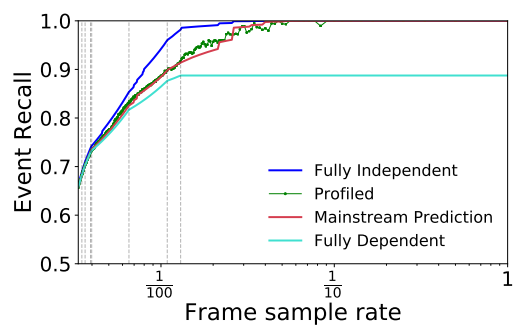 1.0
0.9
0.8
0.7
0.6
0.5
Event Recall
Fully Independent
Profiled
Mainstream Prediction
Fully Dependent
1/100
1/10
1
Frame sample rate